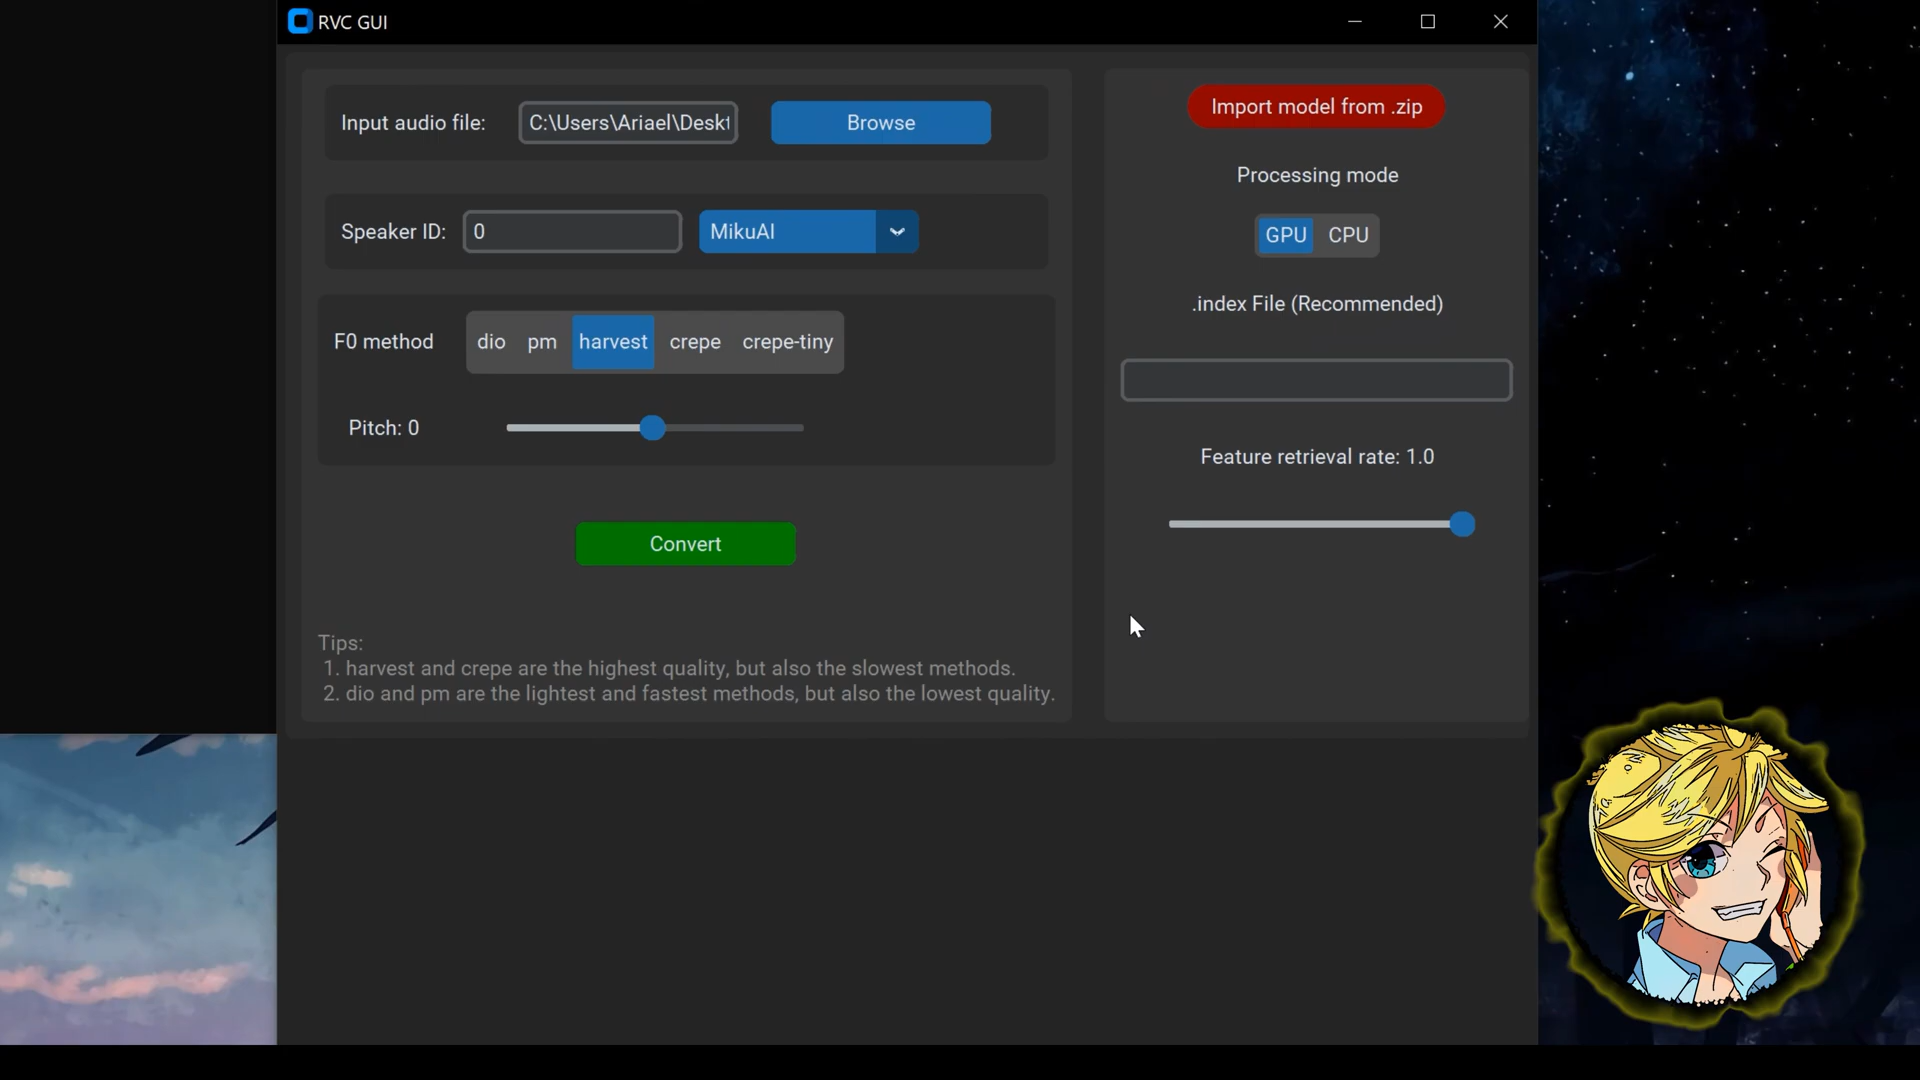 RVC GUI
Input audio file:
C:\Users\Ariael\Deskt
Browse
Speaker ID:
0
MikuAI
F0 method
dio
pm
harvest
crepe
crepe-tiny
Pitch: 0
Convert
Tips:
1. harvest and crepe are the highest quality, but also the slowest methods.
2. dio and pm are the lightest and fastest methods, but also the lowest quality.
Import model from .zip
Processing mode
GPU
CPU
.index File (Recommended)
Feature retrieval rate: 1.0